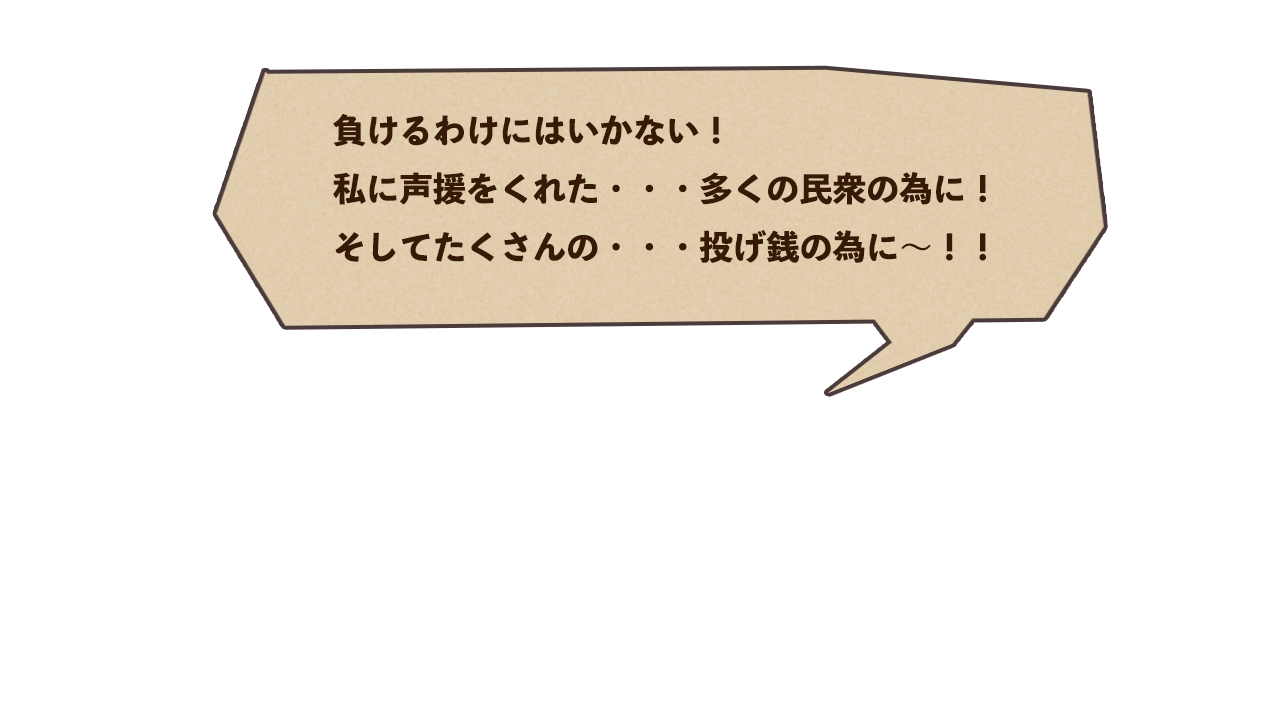 負けるわけにはいかない！
私に声援をくれた・・・多くの民衆の為に！
そしてたくさんの・・・投げ銭の為に～！！